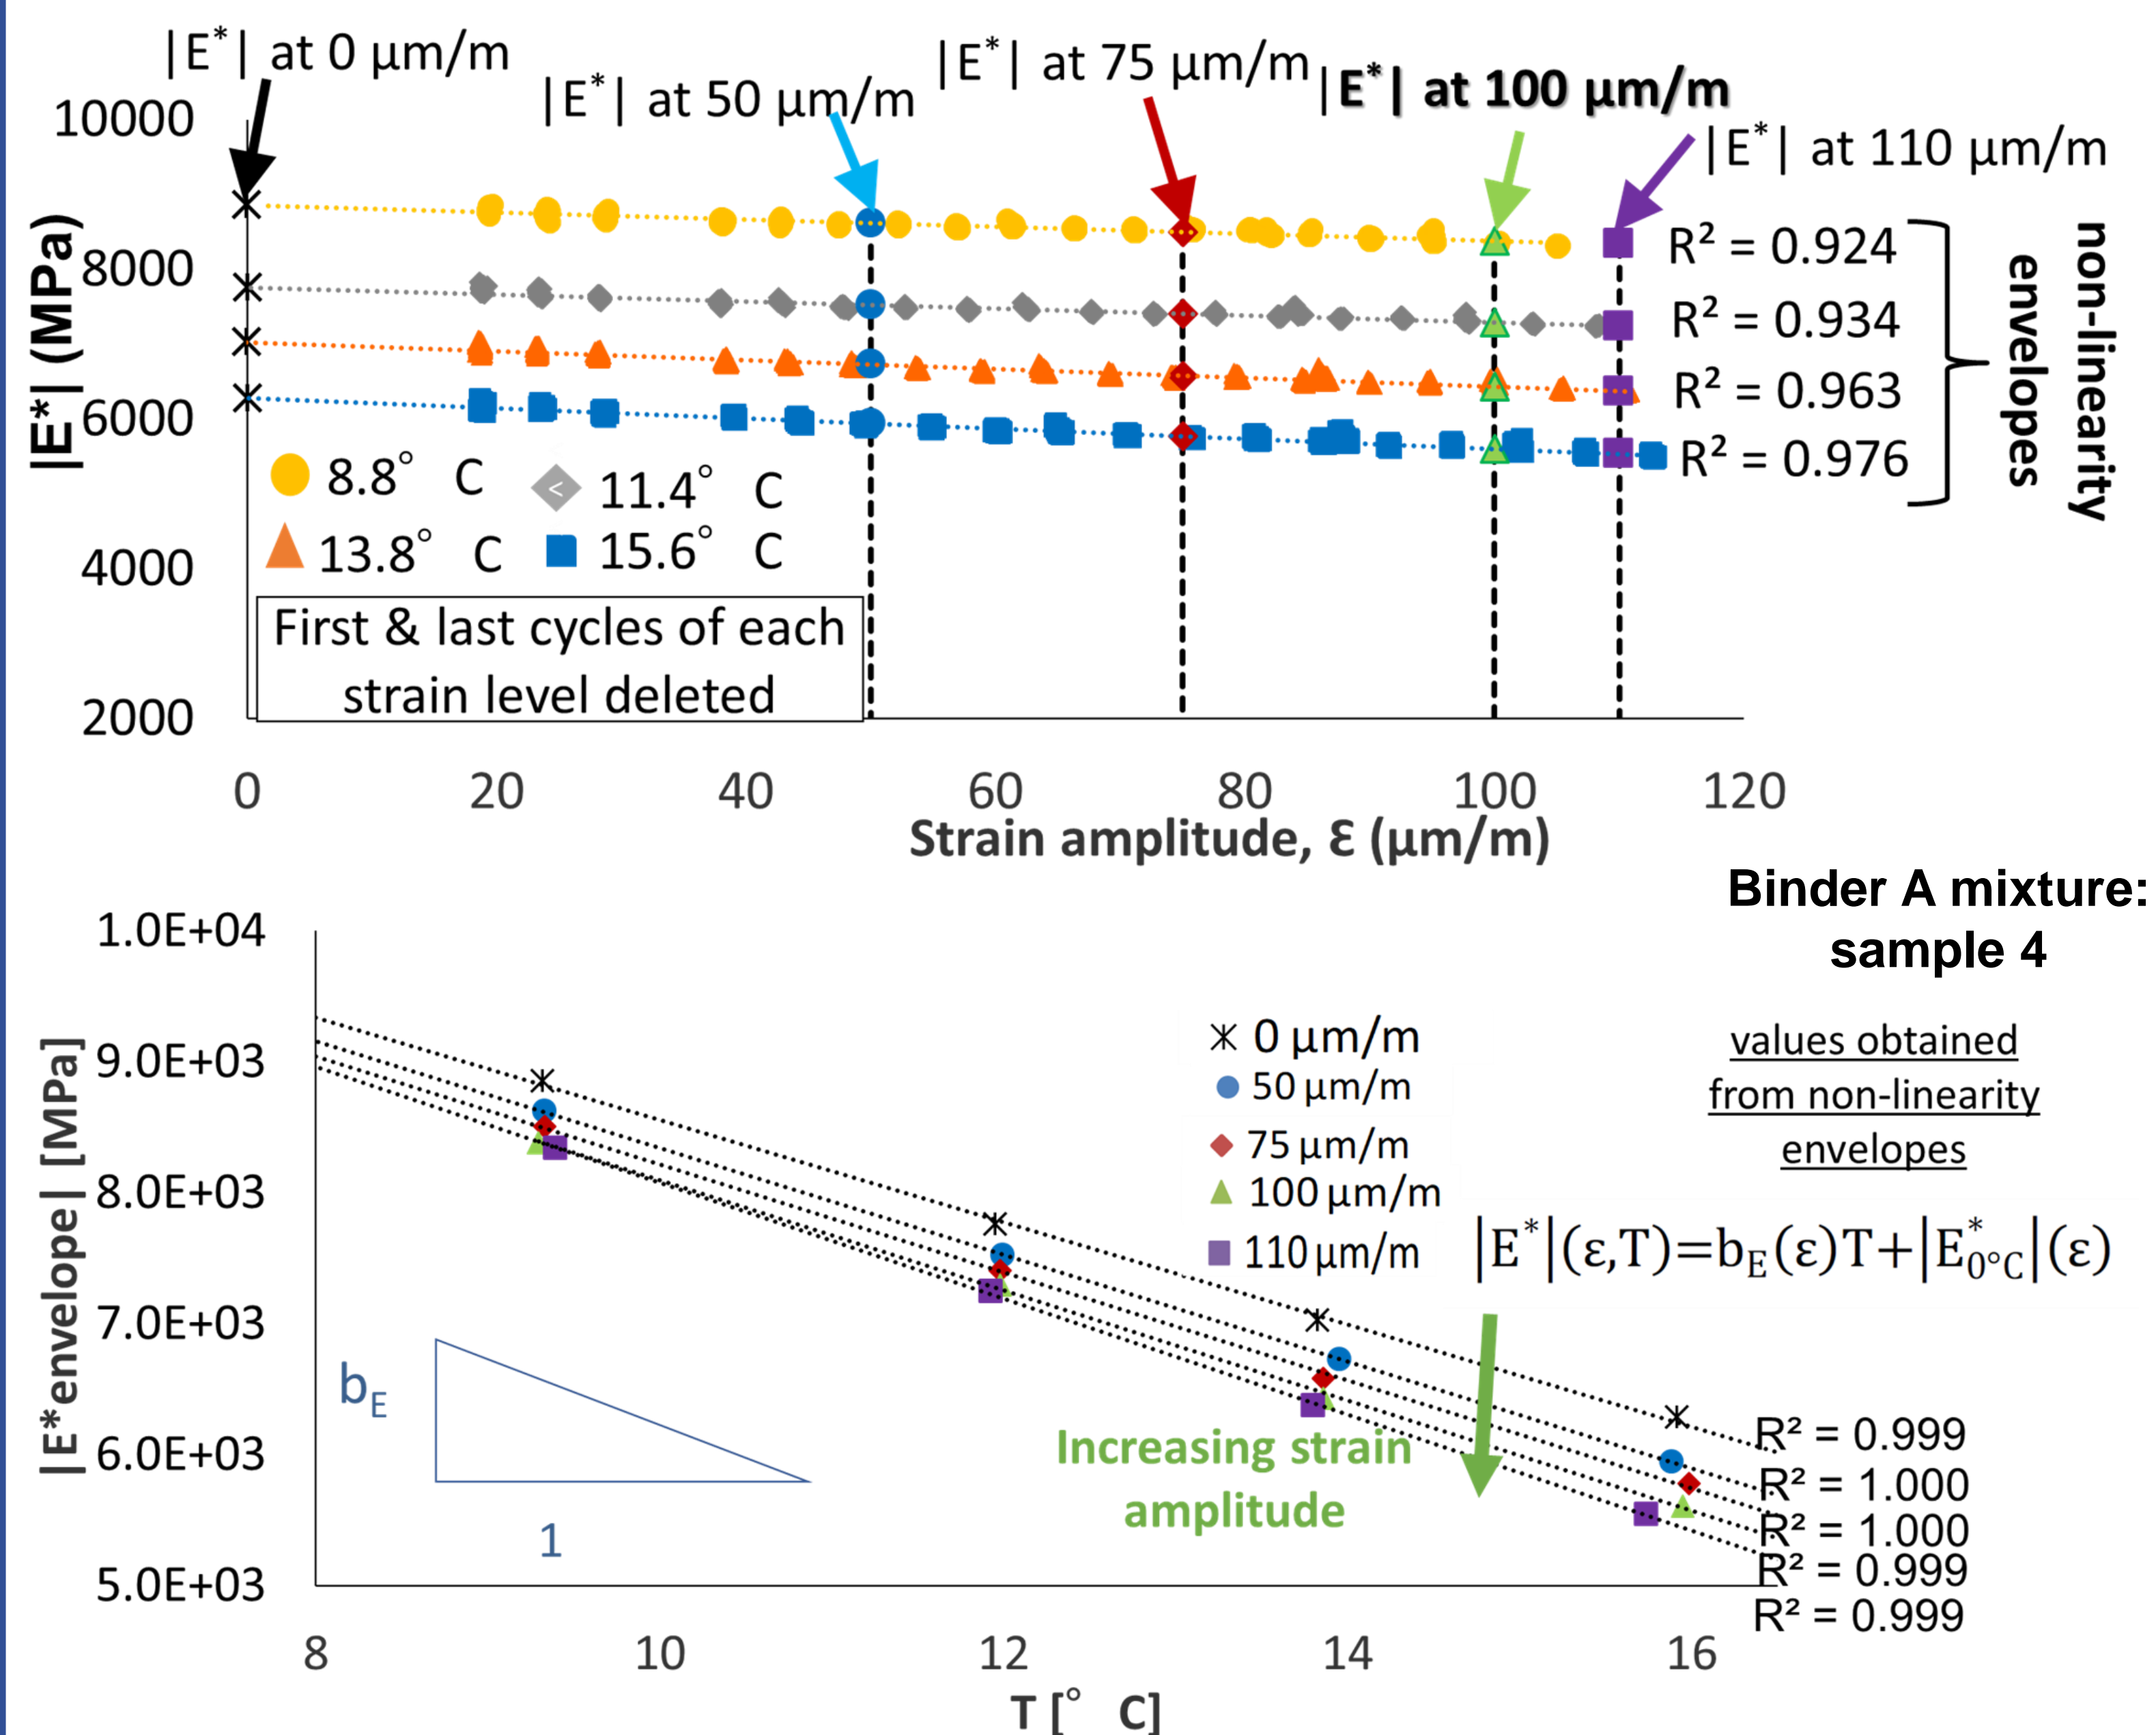 |E*| at 0 µm/m
|E*| at 50 µm/m
|E*| at 75 µm/m
|E*| at 100 µm/m
|E*| at 110 µm/m
10000
8000
6000
4000
2000
|E*| (MPa)
R² = 0.924
R² = 0.934
R² = 0.963
R² = 0.976
non-linearity
envelopes
8.8° C
< 11.4° C
13.8° C
15.6° C
First & last cycles of each
strain level deleted
0 20 40 60 80 100 120
Strain amplitude, Ɛ (µm/m)
Binder A mixture:
sample 4
1.0E+04
9.0E+03
8.0E+03
7.0E+03
6.0E+03
5.0E+03
|E*envelope| [MPa]
0 µm/m
50 µm/m
75 µm/m
100 µm/m
110 µm/m
values obtained
from non-linearity
envelopes
|E*|(ε,T)=bE(ε)T+|E*0°C|(ε)
bE
1
Increasing strain
amplitude
R² = 0.999
R² = 1.000
R² = 1.000
R² = 0.999
R² = 0.999
8 10 12 14 16
T [° C]